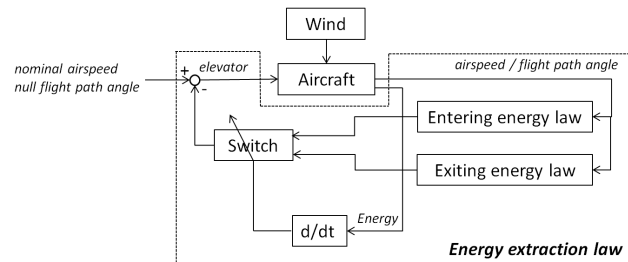 Wind
elevator
airspeed / flight path angle
nominal airspeed
null flight path angle
+
-
Aircraft
Entering energy law
Switch
Exiting energy law
Energy
d/dt
Energy extraction law